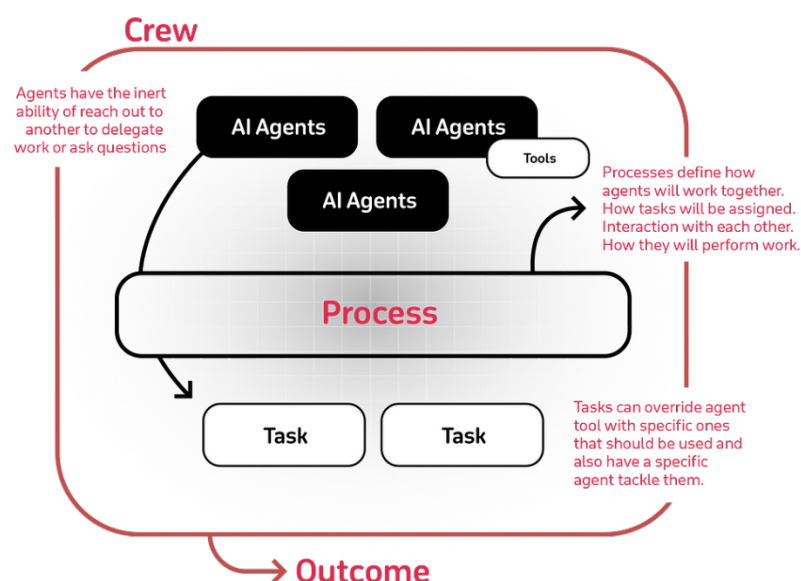 Crew
Agents have the inert
ability of reach out to
another to delegate
work or ask questions
AI Agents
AI Agents
Tools
AI Agents
Processes define how
agents will work together.
How tasks will be assigned.
Interaction with each other.
How they will perform work.
Process
Task
Task
Tasks can override agent
tool with specific ones
that should be used and
also have a specific
agent tackle them.
Outcome